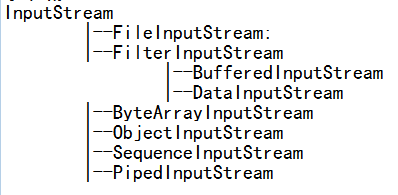 InputStream
|--FileInputStream:
|--FilterInputStream
|--BufferedInputStream
|--DataInputStream
|--ByteArrayInputStream
|--ObjectInputStream
|--SequenceInputStream
|--PipedInputStream